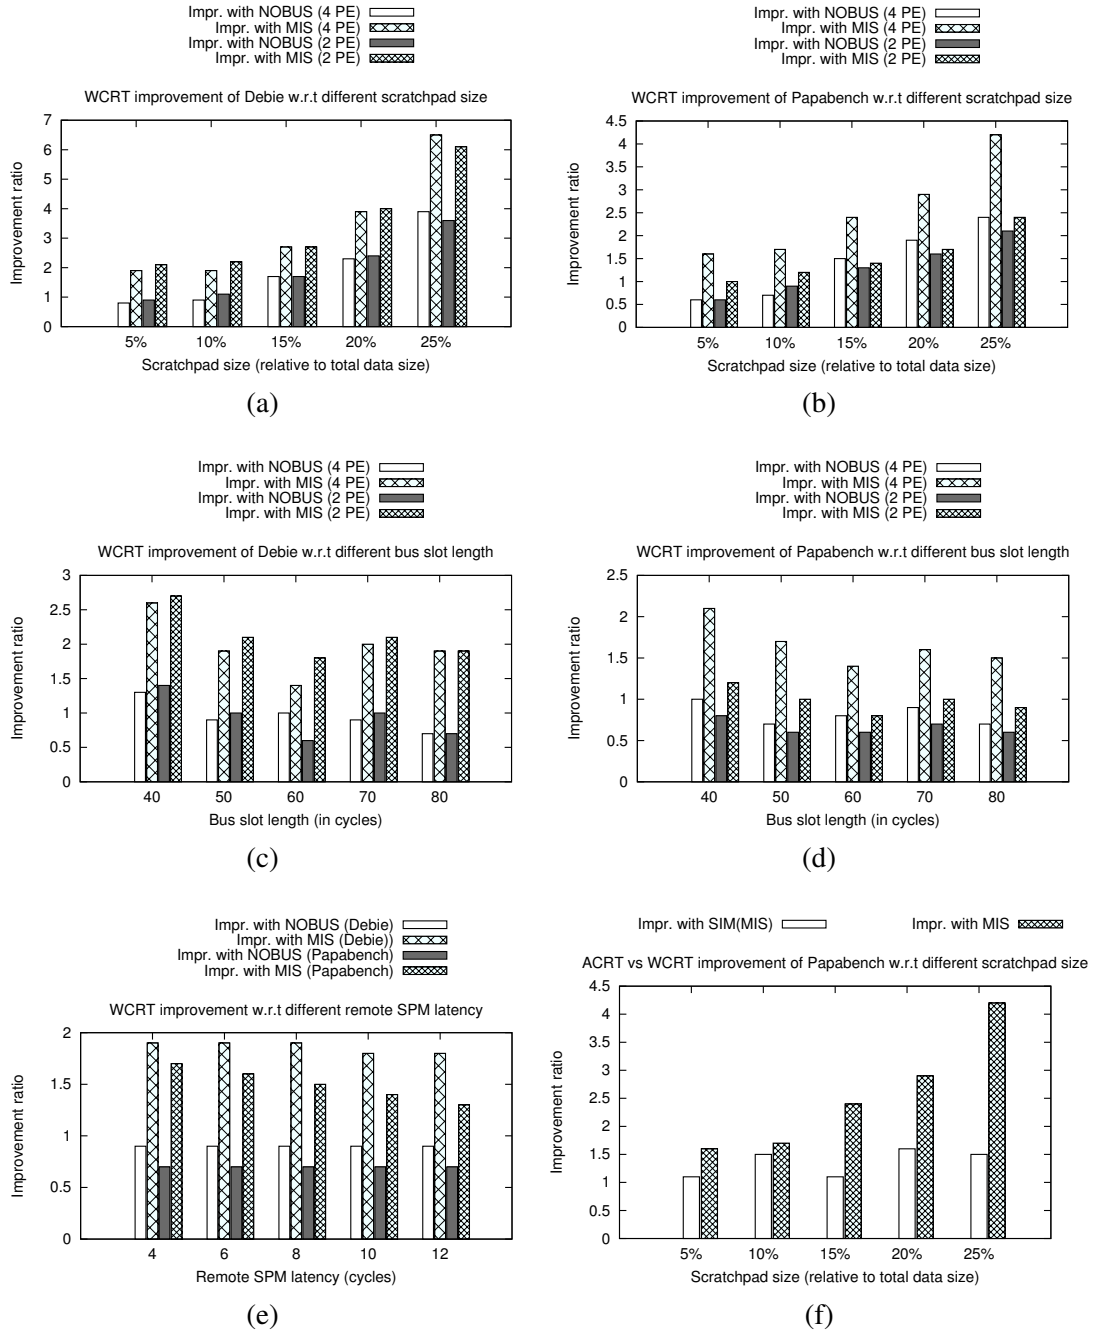 Impr. with NOBUS (4 PE)
Impr. with MIS (4 PE)
Impr. with NOBUS (2 PE)
Impr. with MIS (2 PE)
WCRT improvement of Debie w.r.t different scratchpad size
Improvement ratio
7
6
5
4
3
2
1
0
5% 10% 15% 20% 25%
Scratchpad size (relative to total data size)
(a)
Impr. with NOBUS (4 PE)
Impr. with MIS (4 PE)
Impr. with NOBUS (2 PE)
Impr. with MIS (2 PE)
WCRT improvement of Papabench w.r.t different scratchpad size
Improvement ratio
4.5
4
3.5
3
2.5
2
1.5
1
0.5
0
5% 10% 15% 20% 25%
Scratchpad size (relative to total data size)
(b)
Impr. with NOBUS (4 PE)
Impr. with MIS (4 PE)
Impr. with NOBUS (2 PE)
Impr. with MIS (2 PE)
WCRT improvement of Debie w.r.t different bus slot length
Improvement ratio
3
2.5
2
1.5
1
0.5
0
40 50 60 70 80
Bus slot length (in cycles)
(c)
Impr. with NOBUS (4 PE)
Impr. with MIS (4 PE)
Impr. with NOBUS (2 PE)
Impr. with MIS (2 PE)
WCRT improvement of Papabench w.r.t different bus slot length
Improvement ratio
2.5
2
1.5
1
0.5
0
40 50 60 70 80
Bus slot length (in cycles)
(d)
Impr. with NOBUS (Debie)
Impr. with MIS (Debie))
Impr. with NOBUS (Papabench)
Impr. with MIS (Papabench)
WCRT improvement w.r.t different remote SPM latency
Improvement ratio
2
1.5
1
0.5
0
4 6 8 10 12
Remote SPM latency (cycles)
(e)
Impr. with SIM(MIS) Impr. with MIS
ACRT vs WCRT improvement of Papabench w.r.t different scratchpad size
Improvement ratio
4.5
4
3.5
3
2.5
2
1.5
1
0.5
0
5% 10% 15% 20% 25%
Scratchpad size (relative to total data size)
(f)